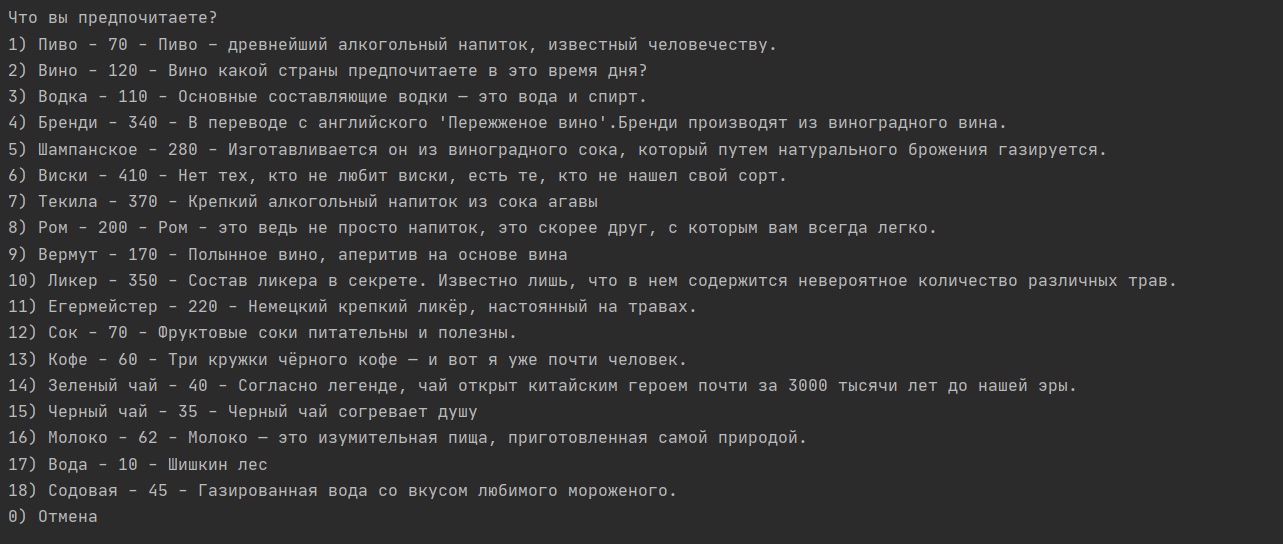 Что вы предпочитаете?
1) Пиво - 70 - Пиво - древнейший алкогольный напиток, известный человечеству.
2) Вино - 120 - Вино какой страны предпочитаете в это время дня?
3) Водка - 110 - Основные составляющие водки — это вода и спирт.
4) Бренди - 340 - В переводе с английского 'Пережженое вино'.Бренди производят из виноградного вина.
5) Шампанское - 280 - Изготавливается он из виноградного сока, который путем натурального брожения газируется.
6) Виски - 410 - Нет тех, кто не любит виски, есть те, кто не нашел свой сорт.
7) Текила - 370 - Крепкий алкогольный напиток из сока агавы
8) Ром - 200 - Ром - это ведь не просто напиток, это скорее друг, с которым вам всегда легко.
9) Вермут - 170 - Полынное вино, аперитив на основе вина
10) Ликер - 350 - Состав ликера в секрете. Известно лишь, что в нем содержится невероятное количество различных трав.
11) Егермейстер - 220 - Немецкий крепкий ликёр, настоянный на травах.
12) Сок - 70 - Фруктовые соки питательны и полезны.
13) Кофе - 60 - Три кружки чёрного кофе — и вот я уже почти человек.
14) Зеленый чай - 40 - Согласно легенде, чай открыт китайским героем почти за 3000 тысячи лет до нашей эры.
15) Черный чай - 35 - Черный чай согревает душу
16) Молоко - 62 - Молоко — это изумительная пища, приготовленная самой природой.
17) Вода - 10 - Шишкин лес
18) Содовая - 45 - Газированная вода со вкусом любимого мороженого.
0) Отмена